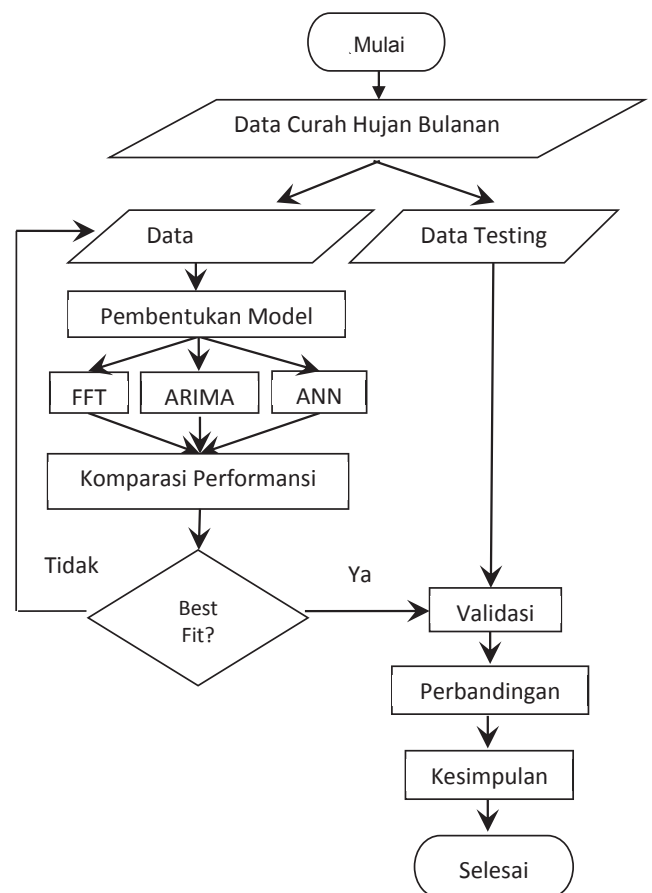 Mulai
Data Curah Hujan Bulanan
Data
Data Testing
Pembentukan Model
FFT
ARIMA
ANN
Komparasi Performansi
Tidak
Ya
Best
Fit?
Validasi
Perbandingan
Kesimpulan
Selesai